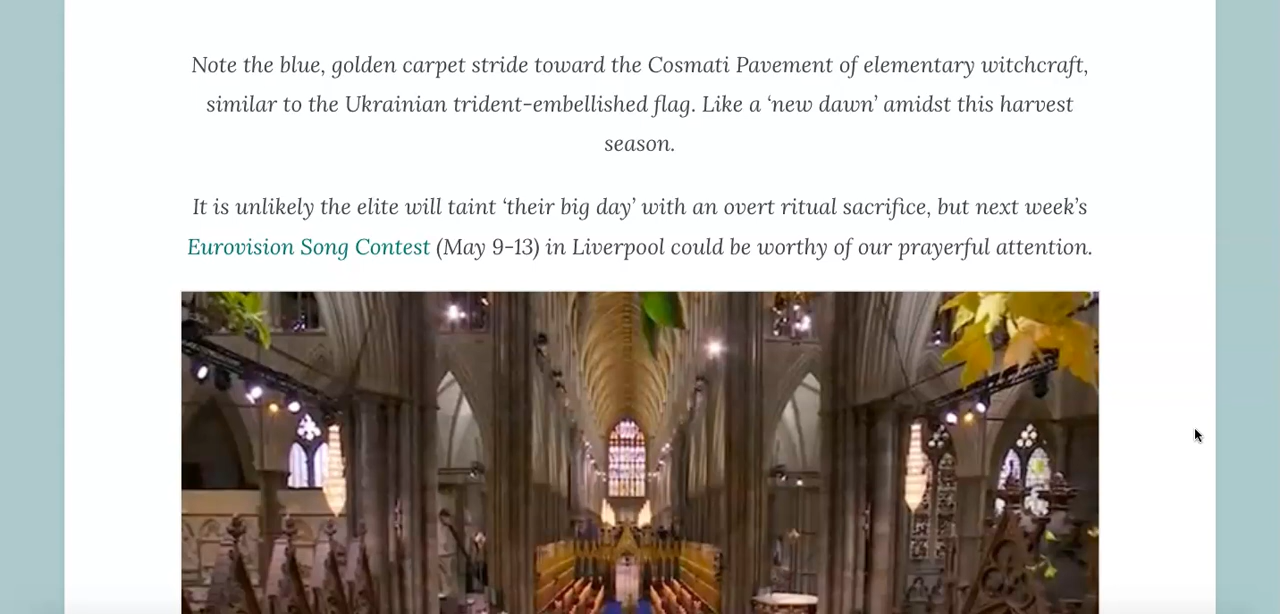 Note the blue, golden carpet stride toward the Cosmati Pavement of elementary witchcraft,
similar to the Ukrainian trident-embellished flag. Like a ‘new dawn’ amidst this harvest
season.
It is unlikely the elite will taint ‘their big day’ with an overt ritual sacrifice, but next week’s
Eurovision Song Contest (May 9-13) in Liverpool could be worthy of our prayerful attention.